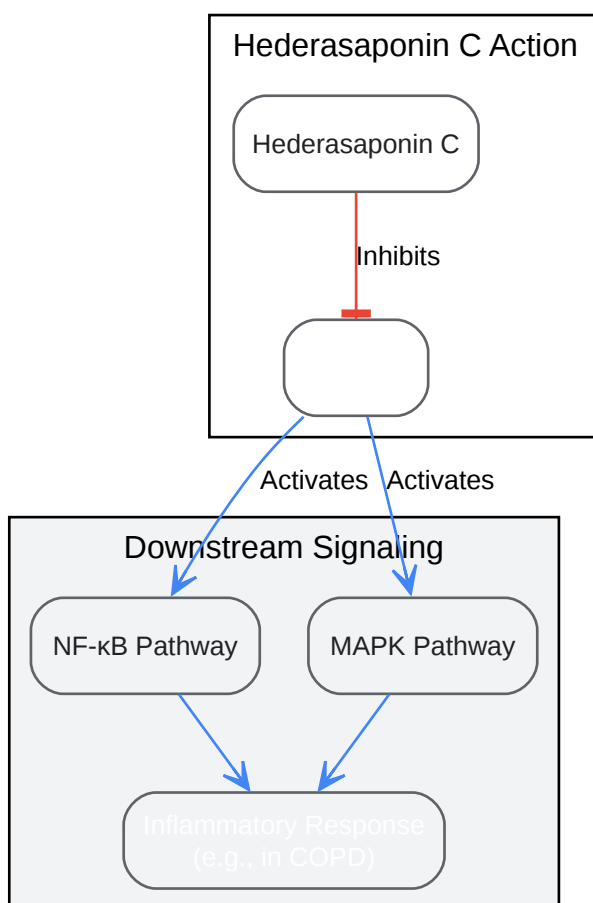 Hederasaponin C Action
Hederasaponin C
Inhibits
Activates
Activates
Downstream Signaling
NF-κB Pathway
MAPK Pathway
Inflammatory Response
(e.g., in COPD)